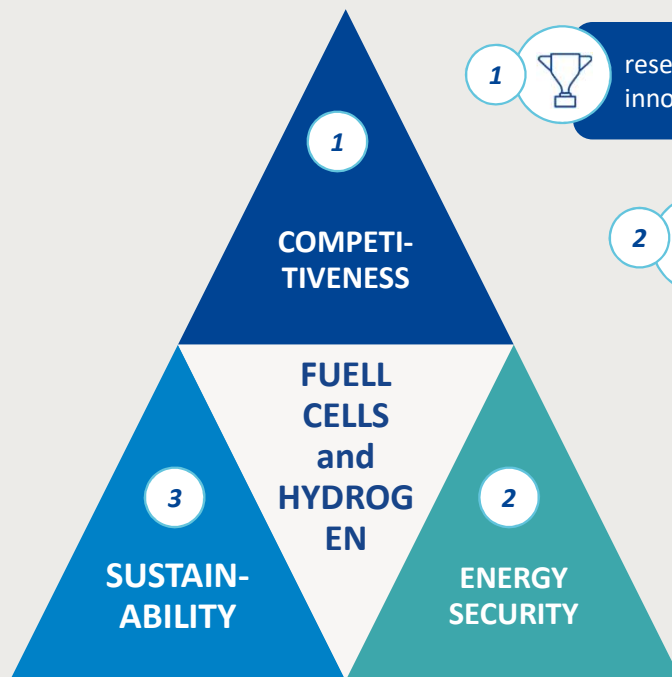 1
1
COMPETI-
TIVENESS
2
FUELL
CELLS
and
HYDROG
EN
3
SUSTAIN-
ABILITY
2
ENERGY
SECURITY